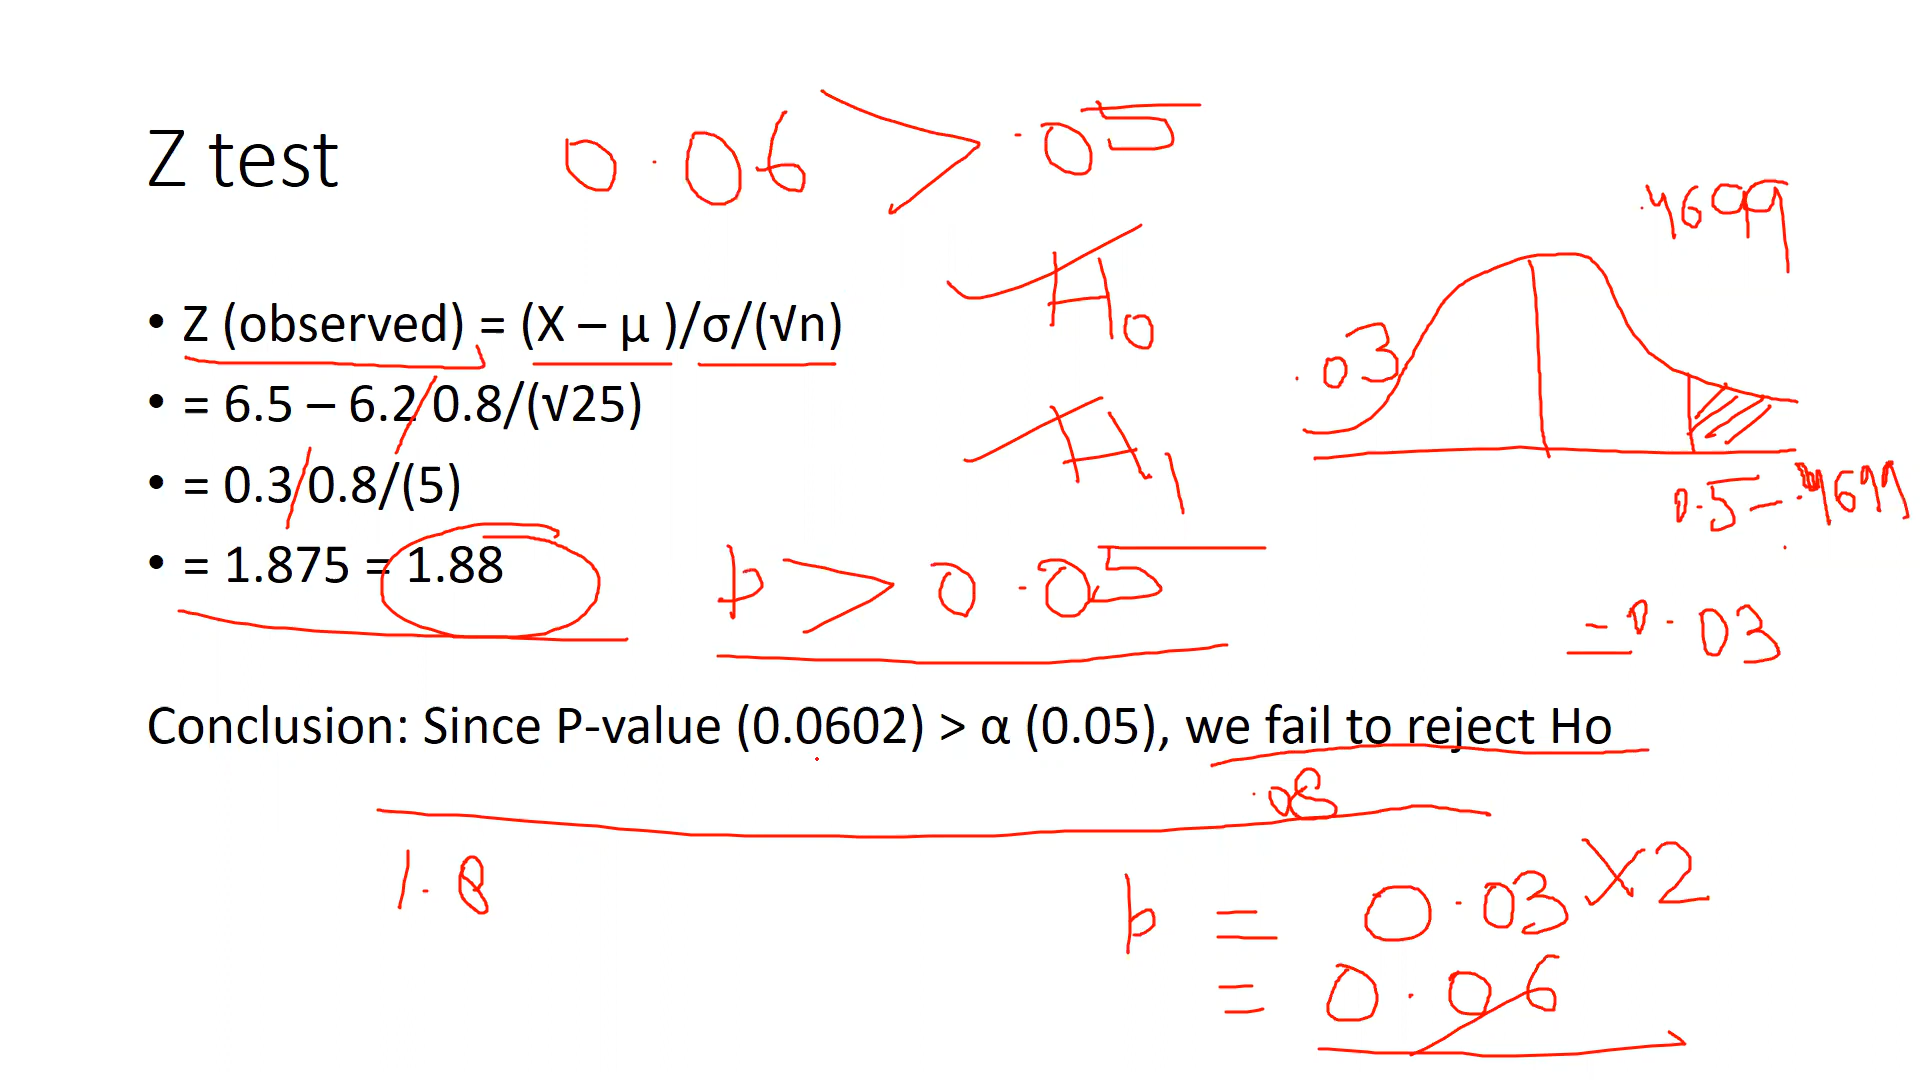 Z test
0.06 > .05
.4699
H0
• Z (observed) = (X – µ )/σ/(√n)
.03
• = 6.5 – 6.2/0.8/(√25)
H1
• = 0.3/0.8/(5)
0.5 – .4699
• = 1.875 = 1.88
p > 0.05
= 0.03
Conclusion: Since P-value (0.0602) > α (0.05), we fail to reject Ho
1.8
p = 0.03 × 2
= 0.06